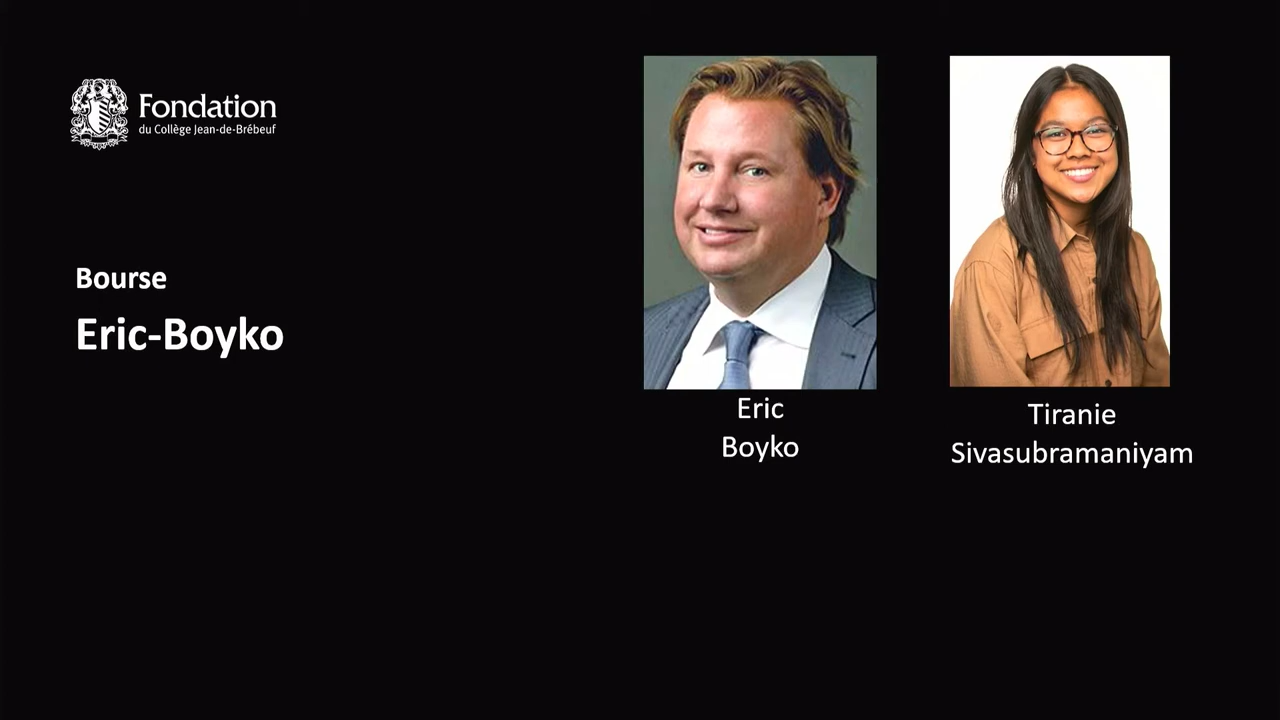 Fondation
du Collège Jean-de-Brébeuf
Bourse
Eric-Boyko
Eric
Boyko
Tiranie
Sivasubramaniyam